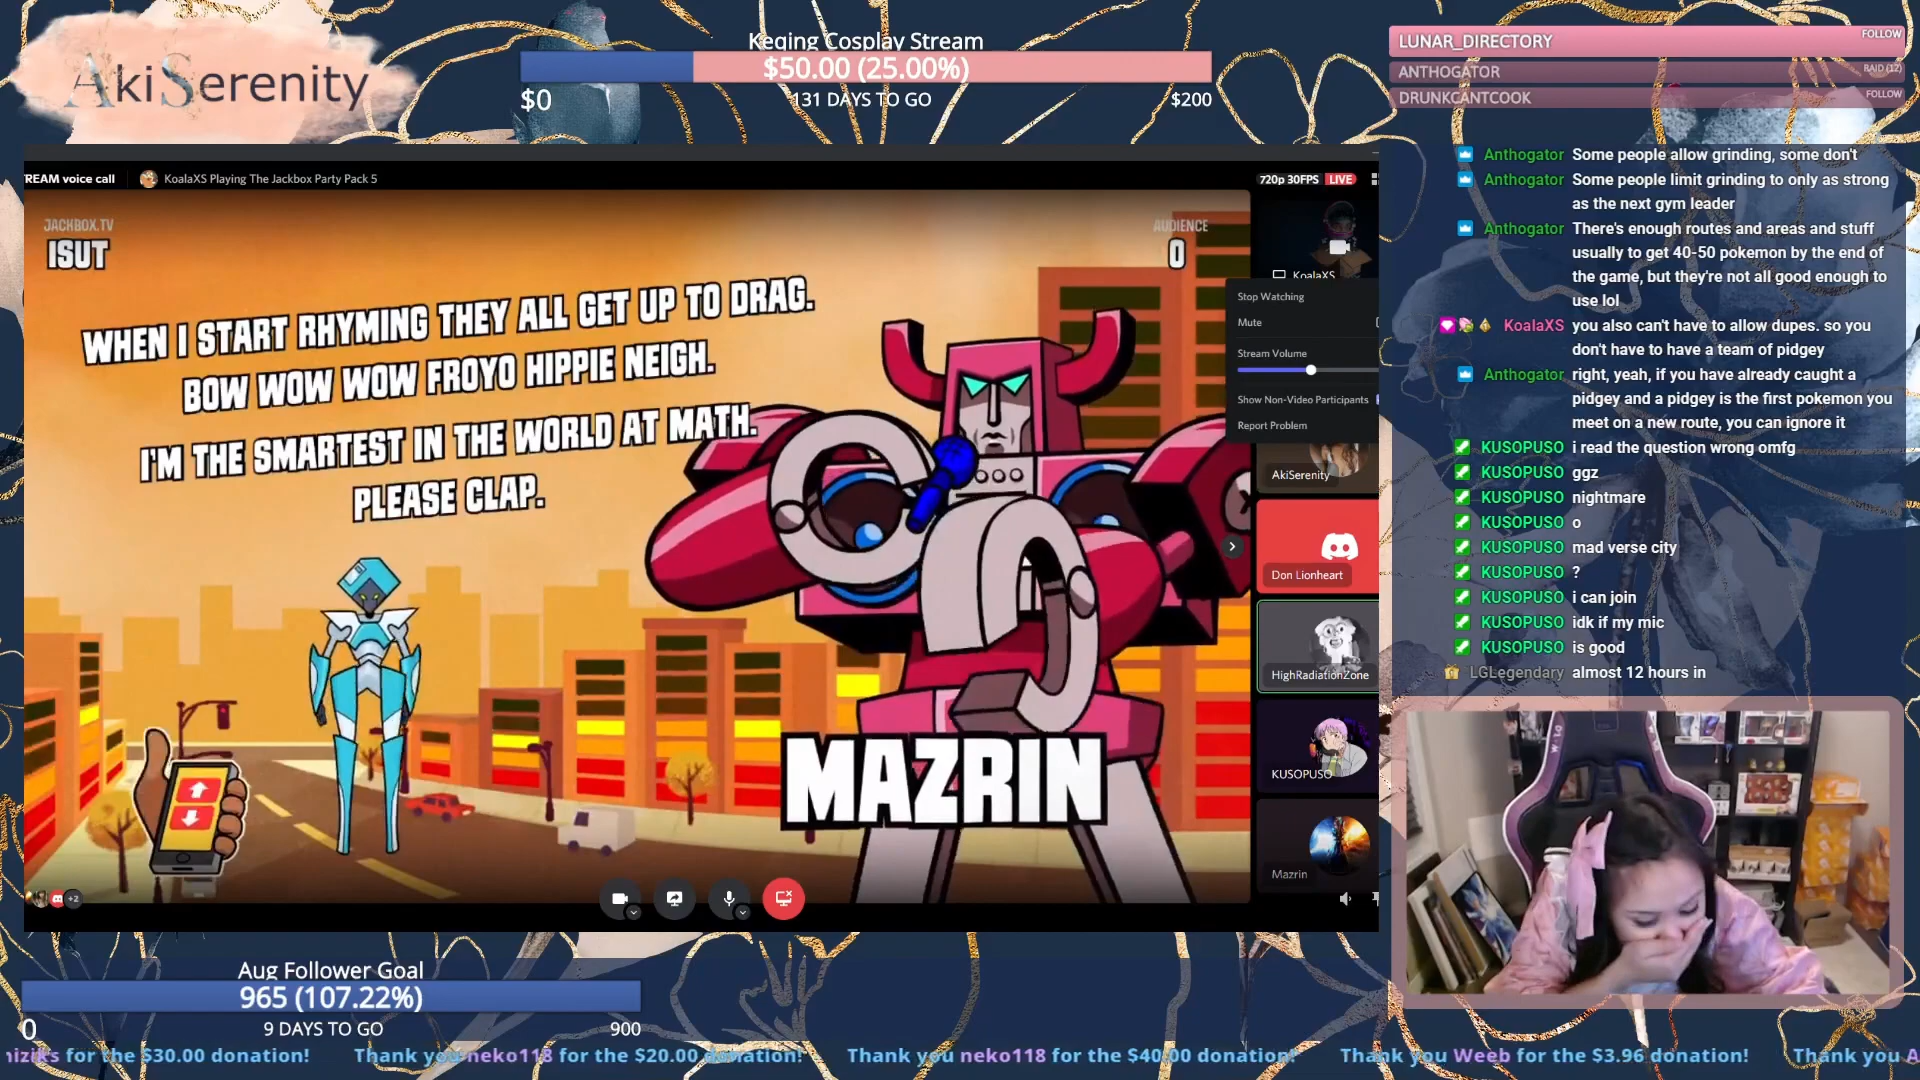 AkiSerenity
Keqing Cosplay Stream
$50.00 (25.00%)
$0
131 DAYS TO GO
$200
LUNAR_DIRECTORY
FOLLOW
ANTHOGATOR
RAID (12)
DRUNKCANTCOOK
FOLLOW
REAM voice call
KoalaXS Playing The Jackbox Party Pack 5
720p 30FPS
LIVE
JACKBOX.TV
ISUT
AUDIENCE
0
WHEN I START RHYMING THEY ALL GET UP TO DRAG.
BOW WOW WOW FROYO HIPPIE NEIGH.
I'M THE SMARTEST IN THE WORLD AT MATH.
PLEASE CLAP.
MAZRIN
KoalaXS
Stop Watching
Mute
Stream Volume
Show Non-Video Participants
Report Problem
AkiSerenity
Don Lionheart
HighRadiationZone
KUSOPUSO
Mazrin
+2
Anthogator Some people allow grinding, some don't
Anthogator Some people limit grinding to only as strong
as the next gym leader
Anthogator There's enough routes and areas and stuff
usually to get 40-50 pokemon by the end of
the game, but they're not all good enough to
use lol
KoalaXS you also can't have to allow dupes. so you
don't have to have a team of pidgey
Anthogator right, yeah, if you have already caught a
pidgey and a pidgey is the first pokemon you
meet on a new route, you can ignore it
KUSOPUSO i read the question wrong omfg
KUSOPUSO ggz
KUSOPUSO nightmare
KUSOPUSO o
KUSOPUSO mad verse city
KUSOPUSO ?
KUSOPUSO i can join
KUSOPUSO idk if my mic
KUSOPUSO is good
LGLegendary almost 12 hours in
Aug Follower Goal
965 (107.22%)
0
9 DAYS TO GO
900
niziks for the $30.00 donation! Thank you neko118 for the $20.00 donation! Thank you neko118 for the $40.00 donation! Thank you Weeb for the $3.96 donation! Thank you A